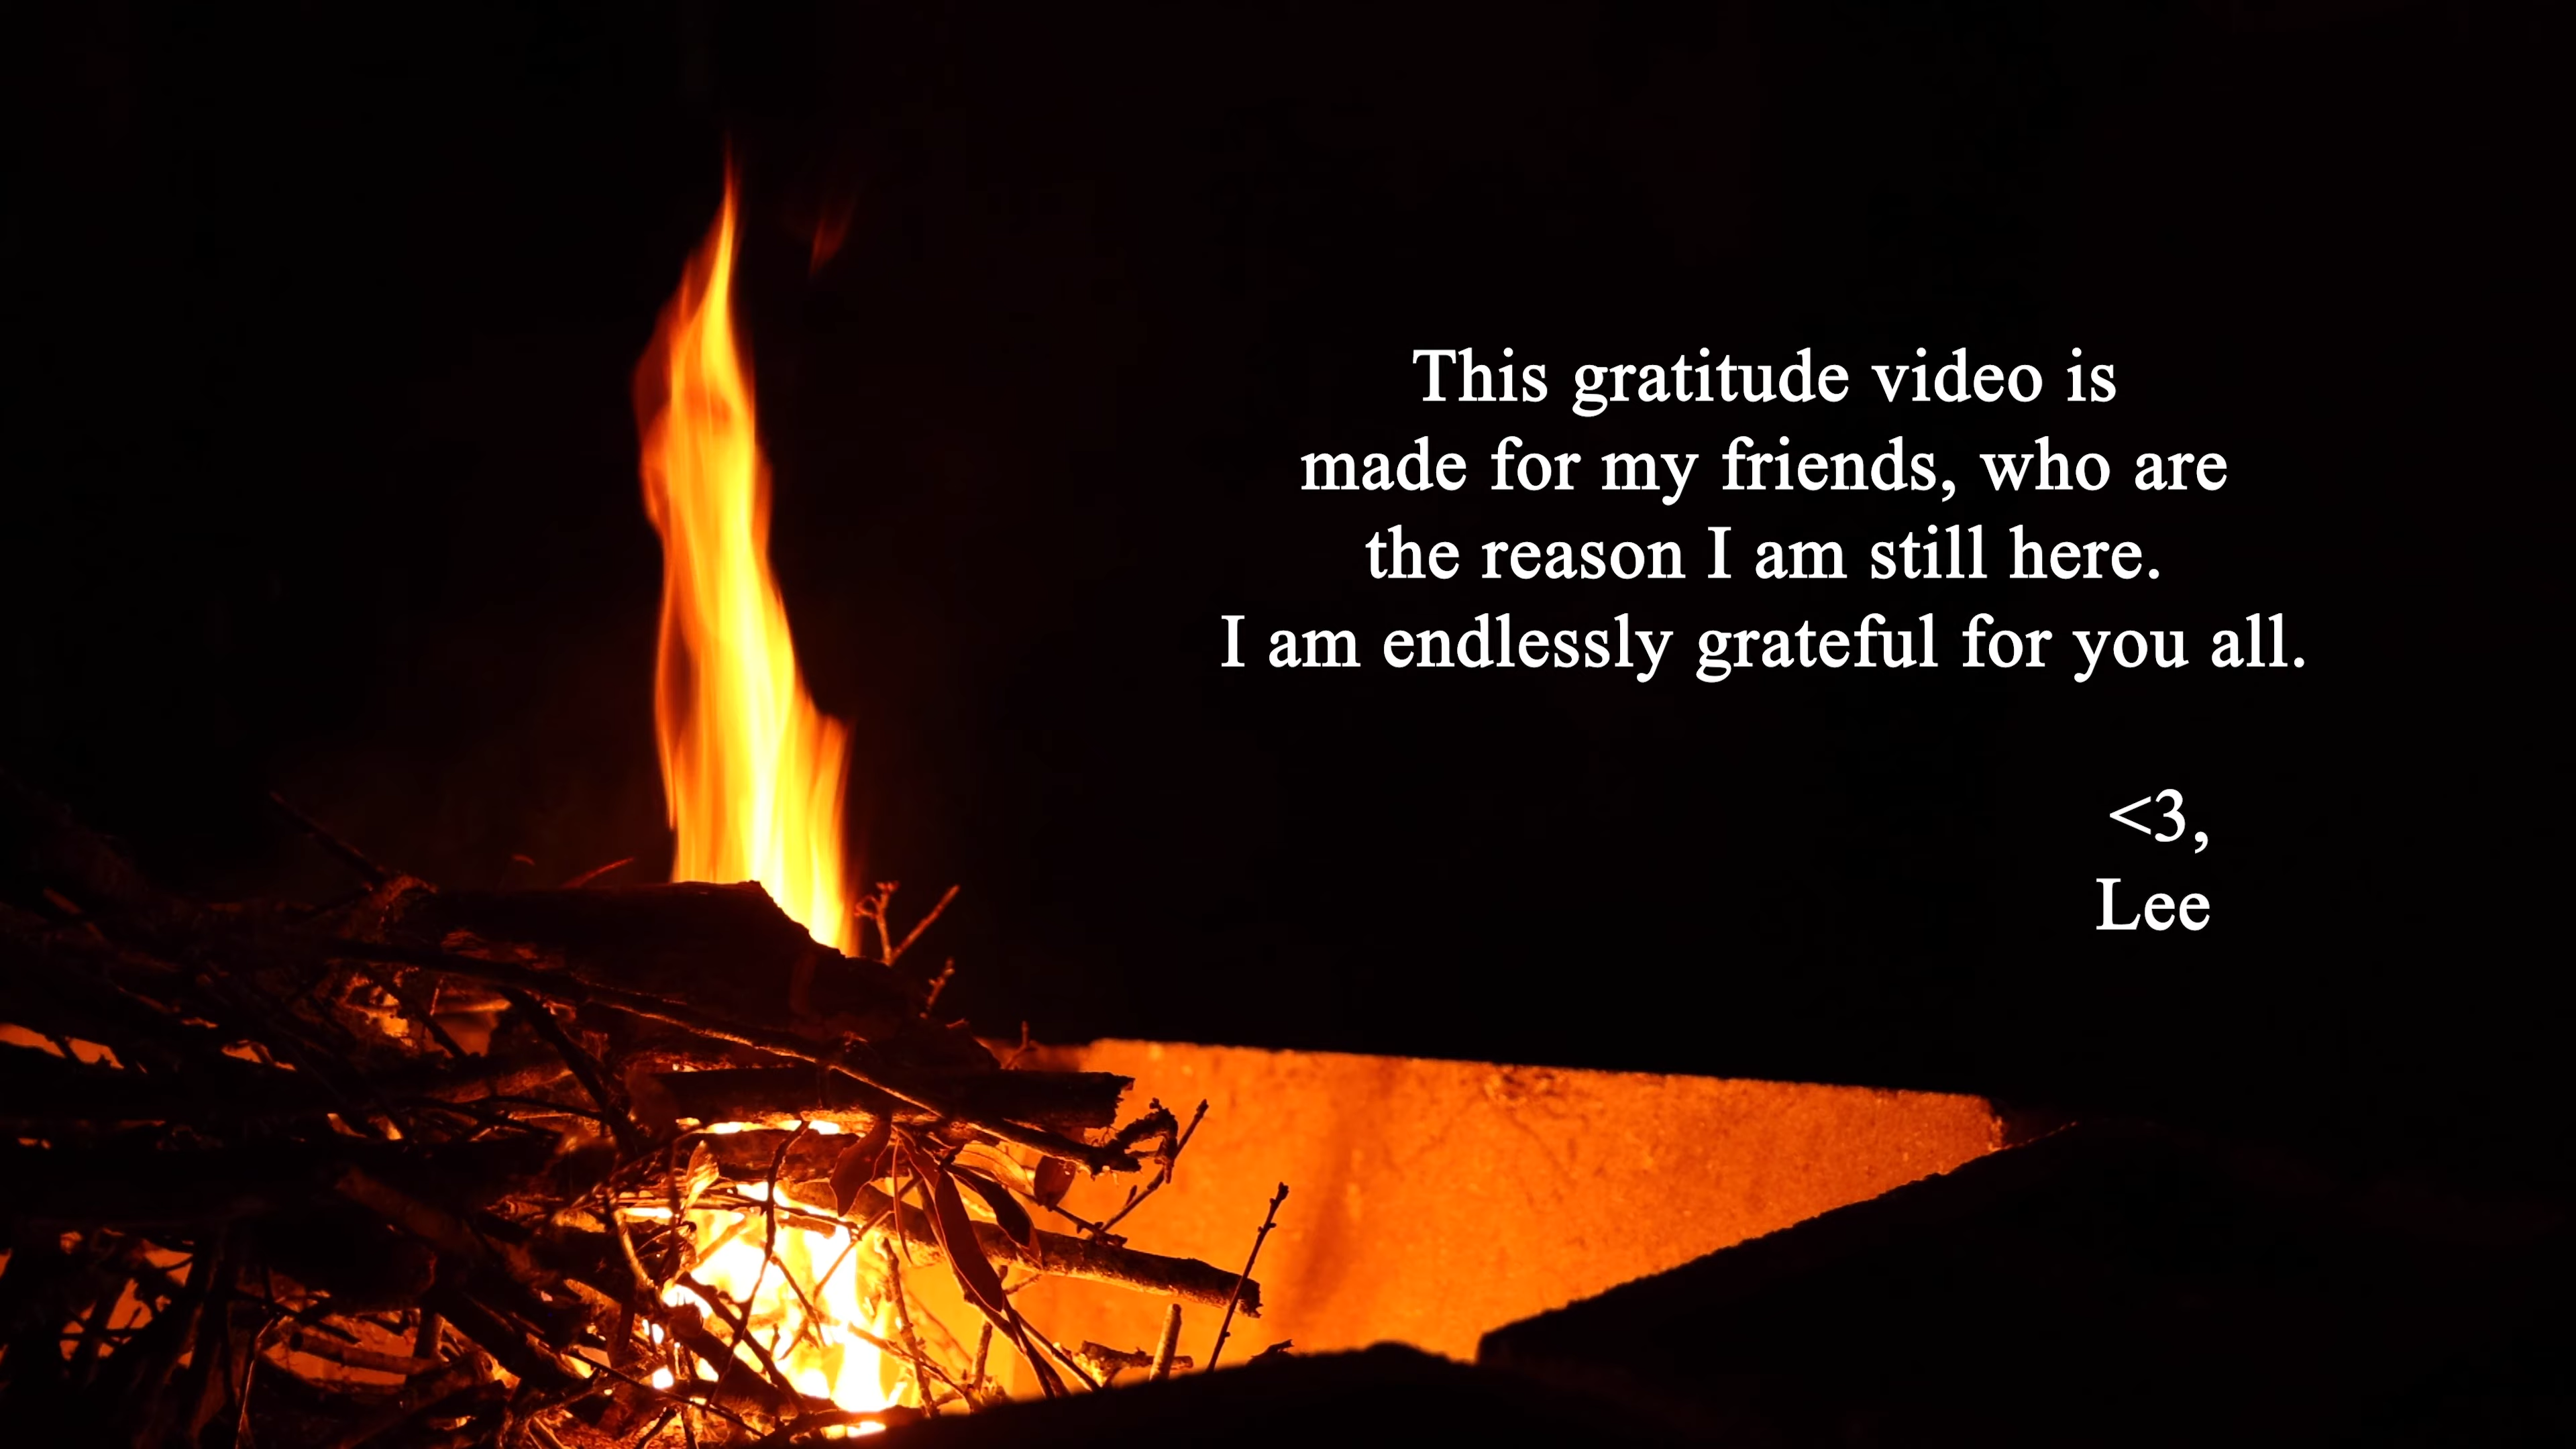 This gratitude video is
made for my friends, who are
the reason I am still here.
I am endlessly grateful for you all.
<3,
Lee